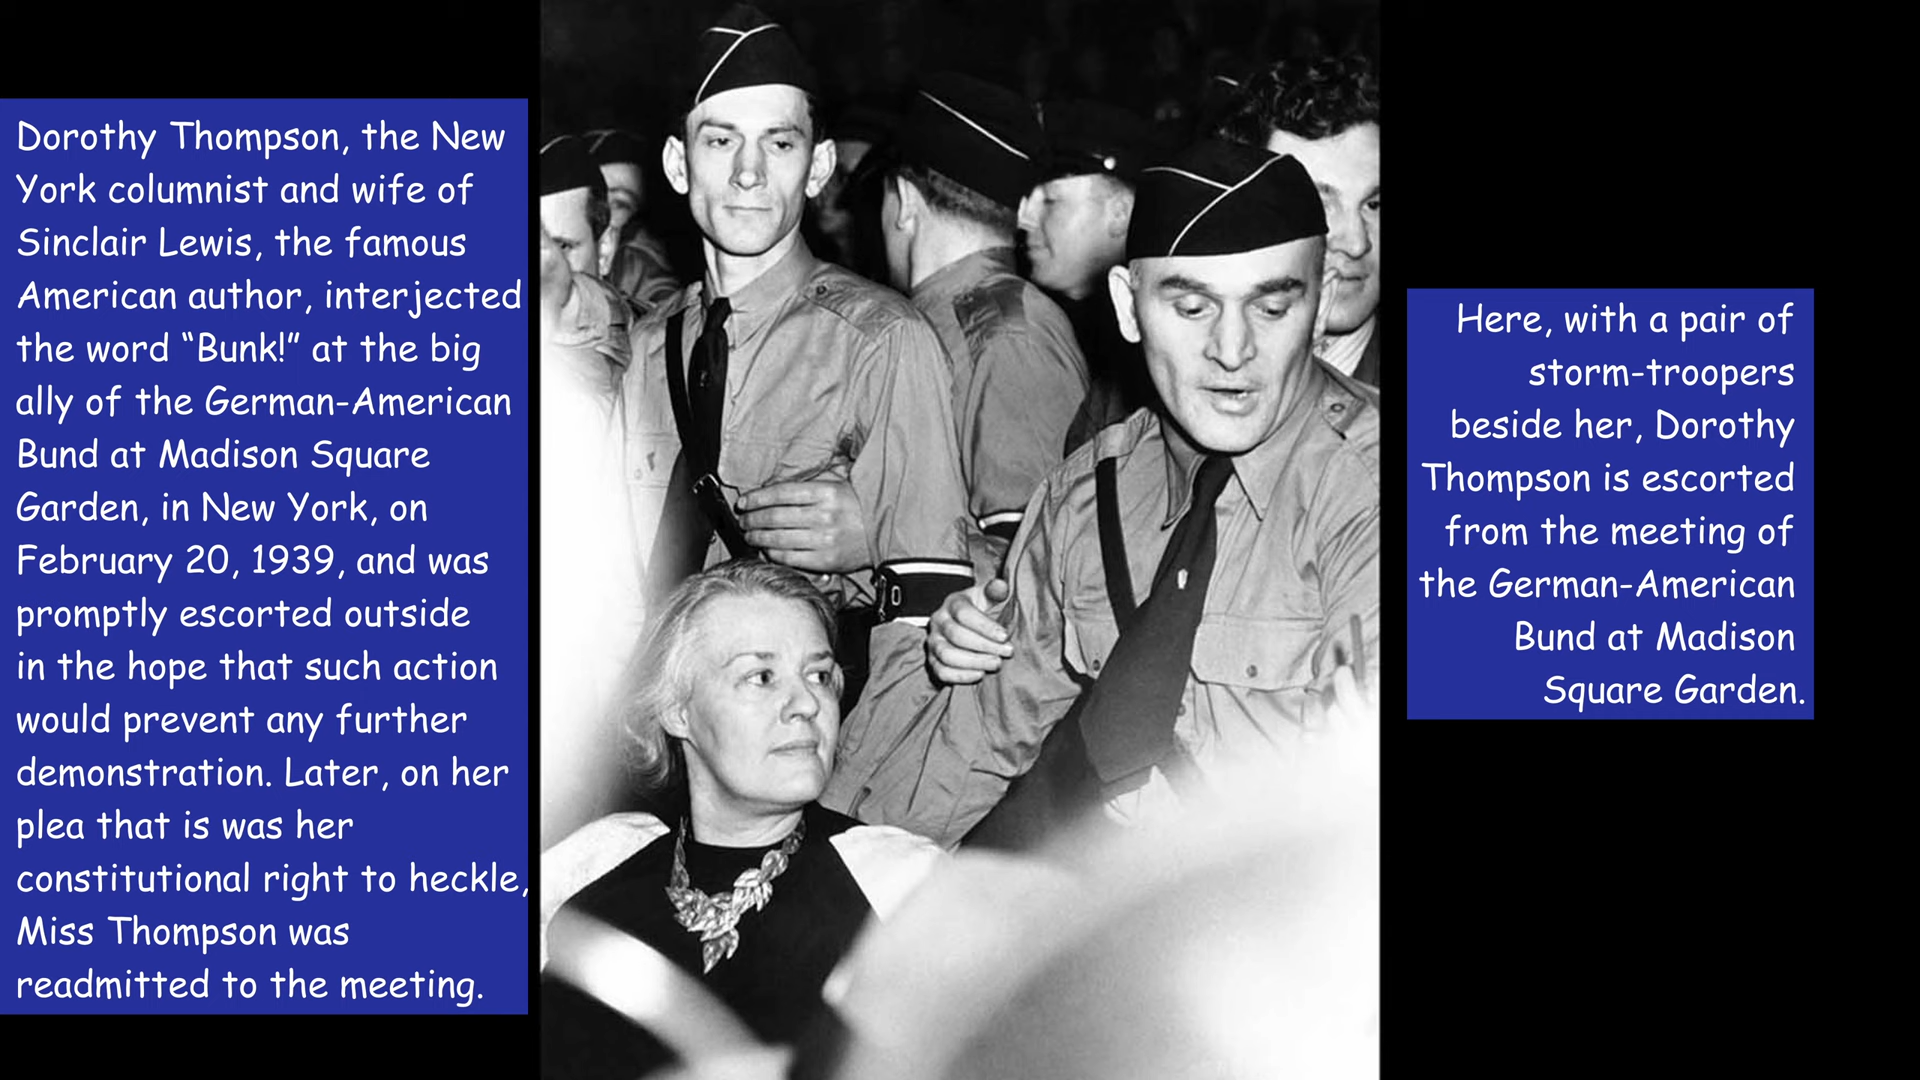 Dorothy Thompson, the New
York columnist and wife of
Sinclair Lewis, the famous
American author, interjected
the word “Bunk!” at the big
ally of the German-American
Bund at Madison Square
Garden, in New York, on
February 20, 1939, and was
promptly escorted outside
in the hope that such action
would prevent any further
demonstration. Later, on her
plea that is was her
constitutional right to heckle,
Miss Thompson was
readmitted to the meeting.
Here, with a pair of
storm-troopers
beside her, Dorothy
Thompson is escorted
from the meeting of
the German-American
Bund at Madison
Square Garden.